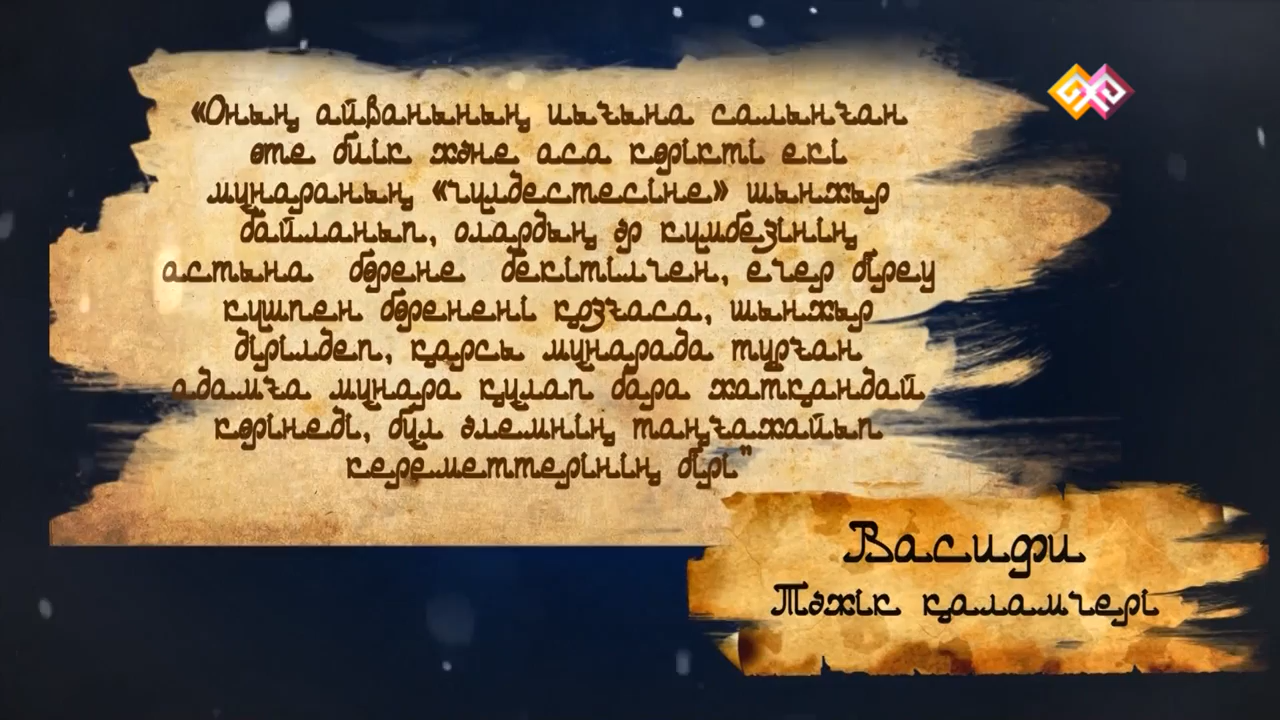 «Оның айванының иығына салынған
өте биік және аса көрікті екі
мұнараның «гүлдестесіне» шынжыр
байланып, олардың әр күмбезінің
астына бөрене бекітілген, егер біреу
күшпен бөренені қозғаса, шынжыр
дірілдеп, қарсы мұнарада тұрған
адамға мұнара құлап бара жатқандай
көрінеді, бұл әлемнің таңғажайып
кереметтерінің бірі"
Васифи
Тәжік қаламгері